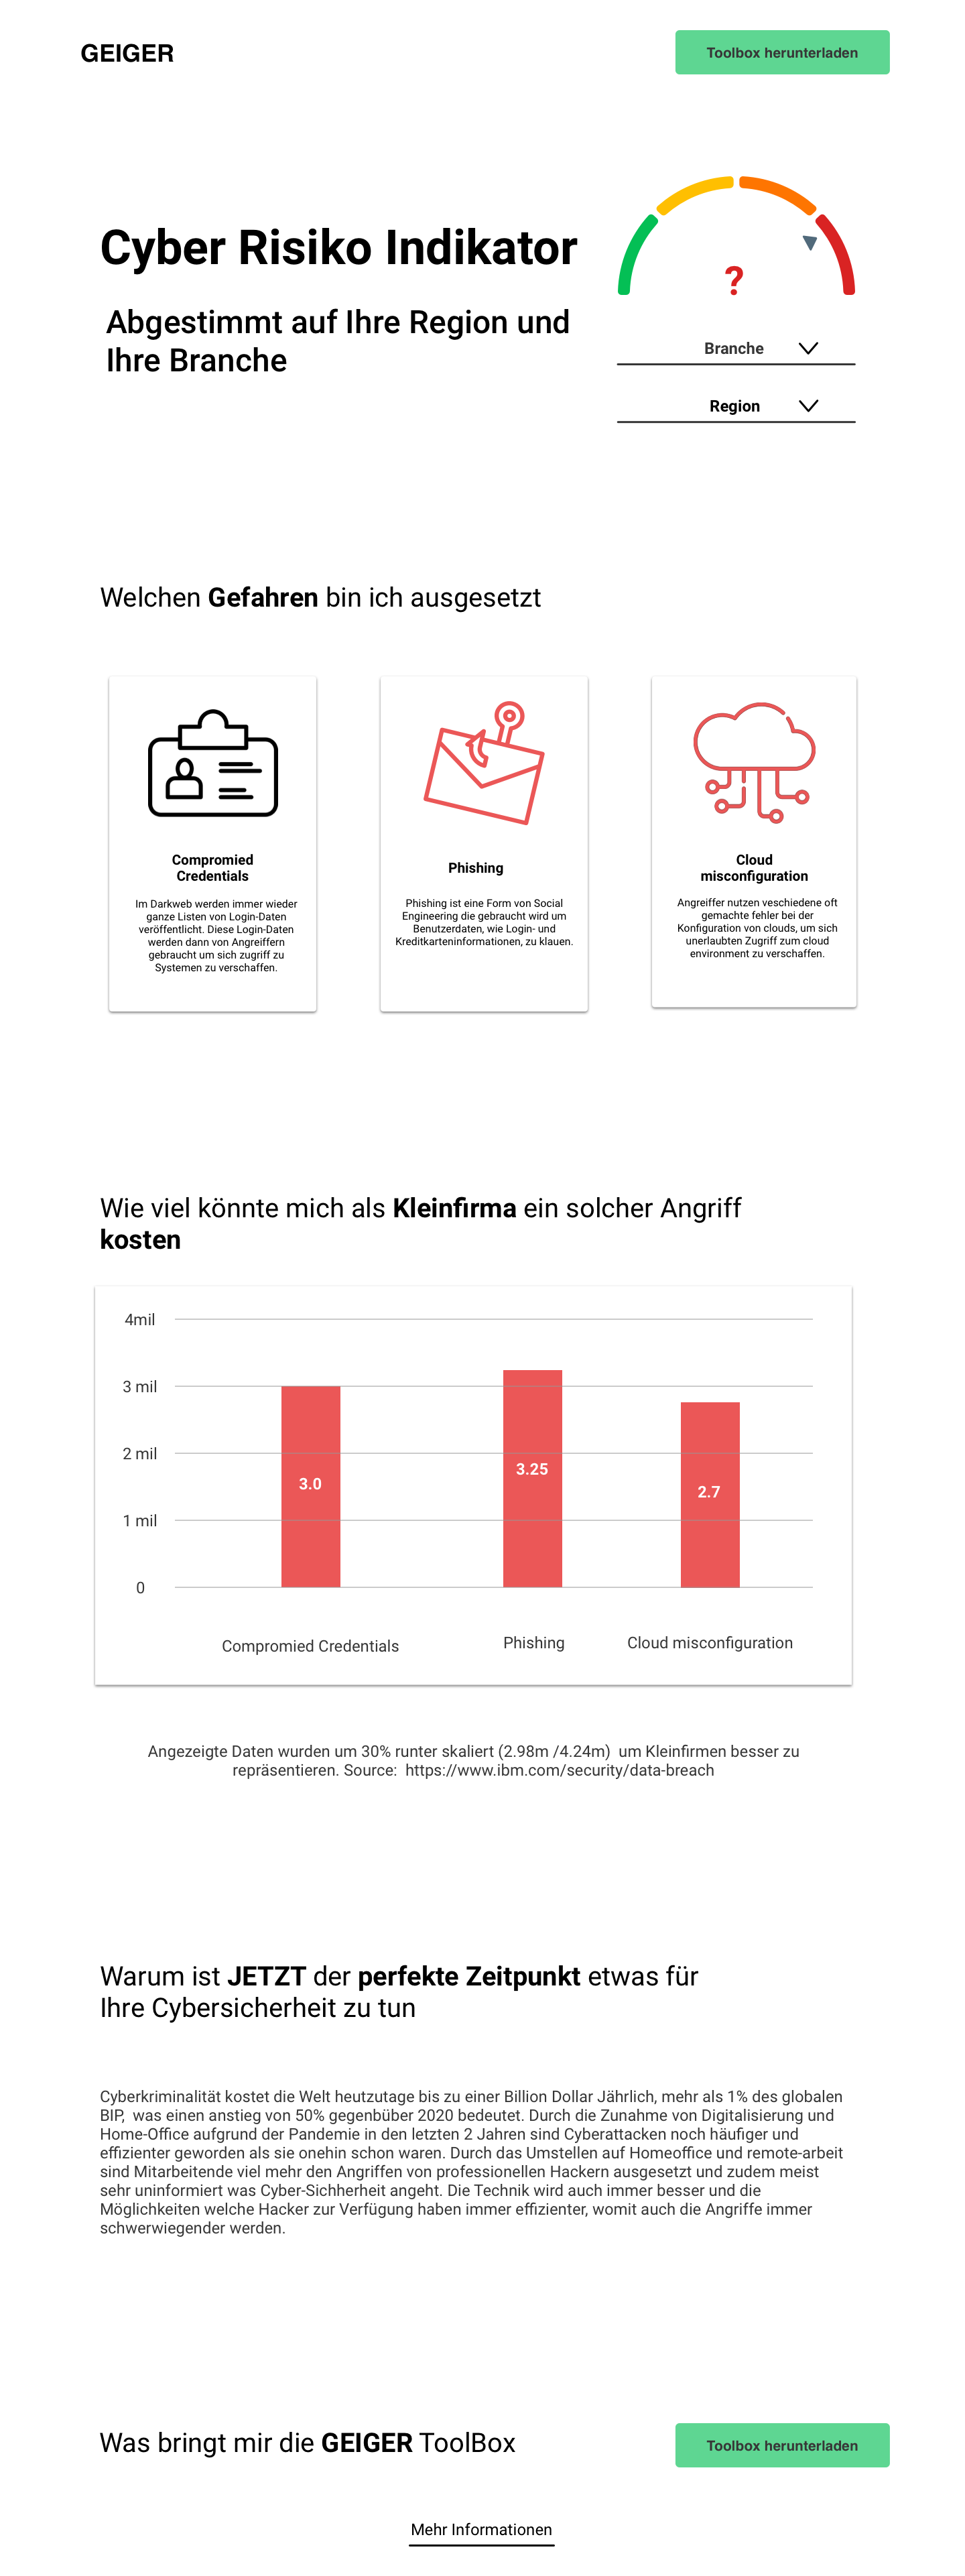 GEIGER
Toolbox herunterladen
Cyber Risiko Indikator
Abgestimmt auf Ihre Region und
Ihre Branche
?
Branche
Region
Welchen Gefahren bin ich ausgesetzt
Compromied
Credentials
Im Darkweb werden immer wieder
ganze Listen von Login-Daten
veröffentlicht. Diese Login-Daten
werden dann von Angreiffern
gebraucht um sich zugriff zu
Systemen zu verschaffen.
Phishing
Phishing ist eine Form von Social
Engineering die gebraucht wird um
Benutzerdaten, wie Login- und
Kreditkarteninformationen, zu klauen.
Cloud
misconfiguration
Angreiffer nutzen veschiedene oft
gemachte fehler bei der
Konfiguration von clouds, um sich
unerlaubten Zugriff zum cloud
environment zu verschaffen.
Wie viel könnte mich als Kleinfirma ein solcher Angriff
kosten
4mil
3 mil
2 mil
1 mil
0
3.0
3.25
2.7
Compromied Credentials
Phishing
Cloud misconfiguration
Angezeigte Daten wurden um 30% runter skaliert (2.98m /4.24m)  um Kleinfirmen besser zu
repräsentieren. Source:  https://www.ibm.com/security/data-breach
Warum ist JETZT der perfekte Zeitpunkt etwas für
Ihre Cybersicherheit zu tun
Cyberkriminalität kostet die Welt heutzutage bis zu einer Billion Dollar Jährlich, mehr als 1% des globalen
BIP,  was einen anstieg von 50% gegenbüber 2020 bedeutet. Durch die Zunahme von Digitalisierung und
Home-Office aufgrund der Pandemie in den letzten 2 Jahren sind Cyberattacken noch häufiger und
effizienter geworden als sie onehin schon waren. Durch das Umstellen auf Homeoffice und remote-arbeit
sind Mitarbeitende viel mehr den Angriffen von professionellen Hackern ausgesetzt und zudem meist
sehr uninformiert was Cyber-Sichherheit angeht. Die Technik wird auch immer besser und die
Möglichkeiten welche Hacker zur Verfügung haben immer effizienter, womit auch die Angriffe immer
schwerwiegender werden.
Was bringt mir die GEIGER ToolBox
Toolbox herunterladen
Mehr Informationen